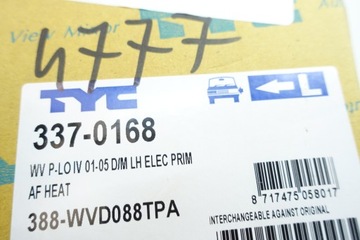 View Mirror
4777
TYC
L
337-0168
WV P-LO IV 01-05 D/M LH ELEC PRIM
AF HEAT
8 717475 058017
388-WVD088TPA
INTERCHANGEABLE AGAINST ORIGINAL